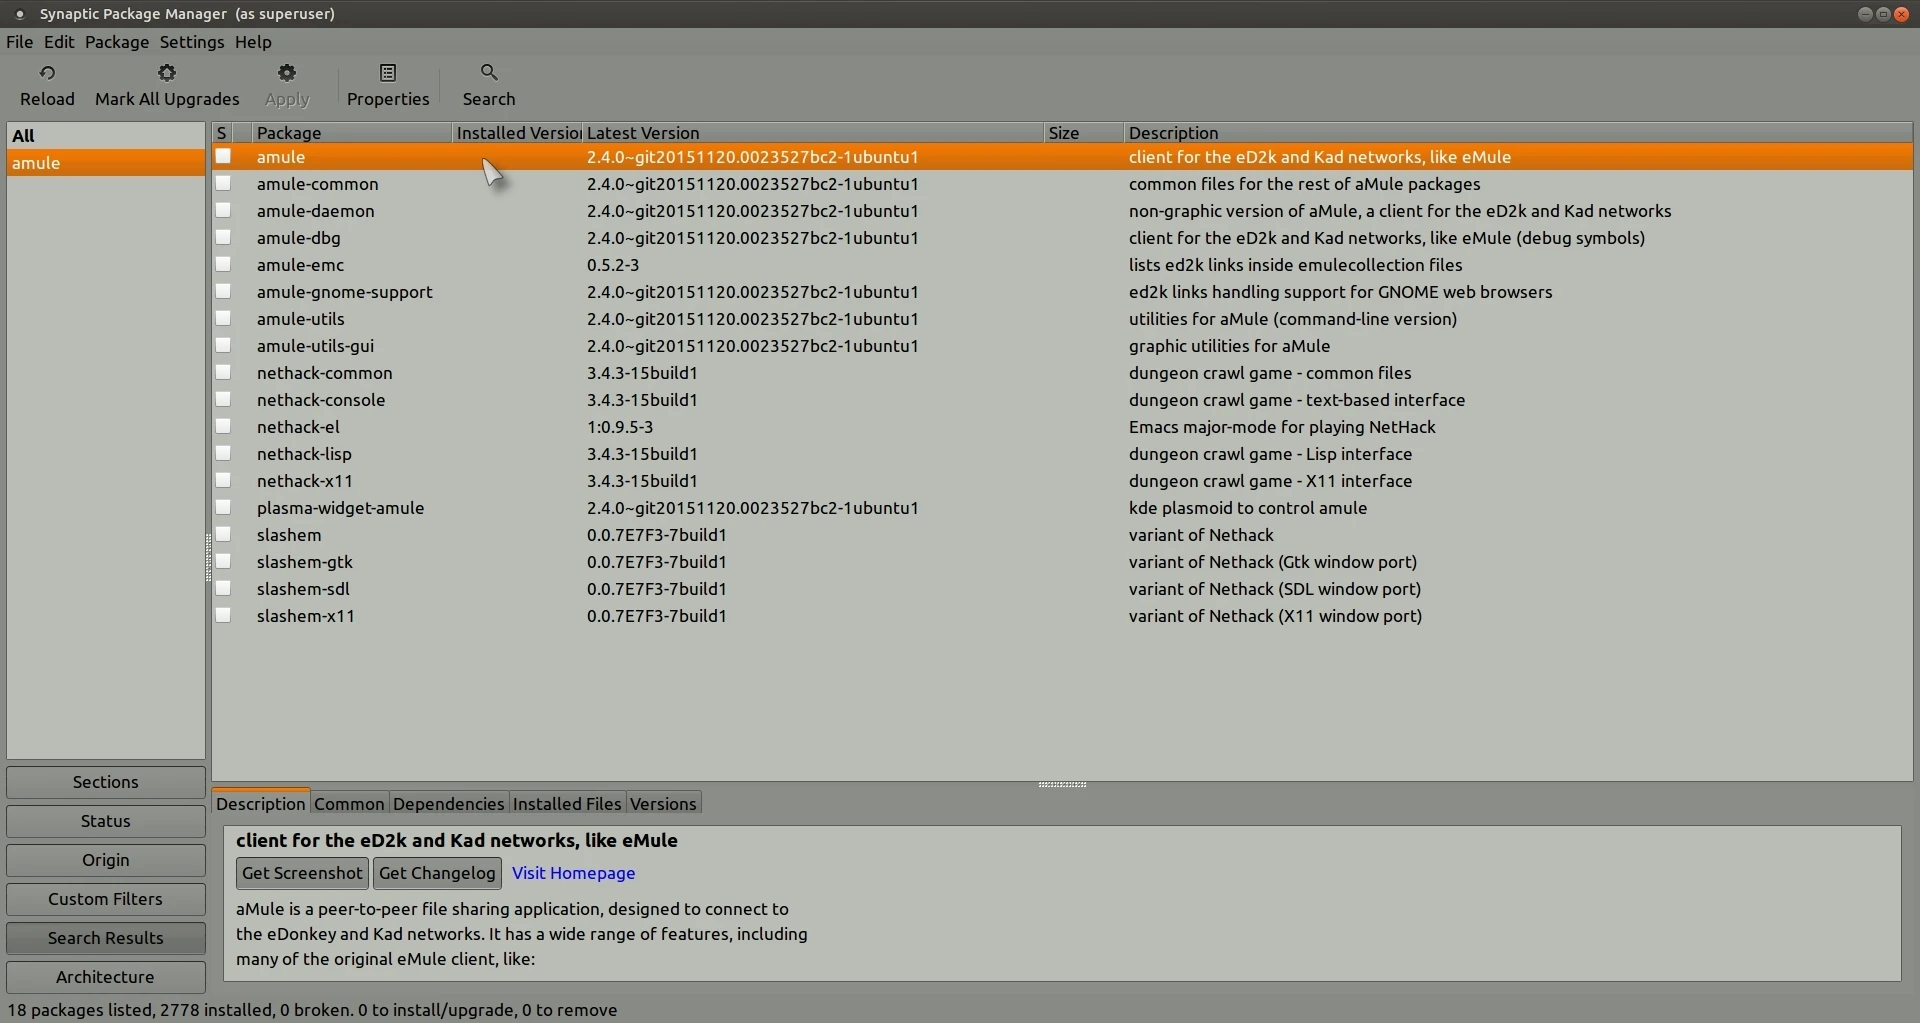 Synaptic Package Manager (as superuser)
File Edit Package Settings Help
Reload Mark All Upgrades Apply Properties Search
All
amule
S Package Installed Version Latest Version Size Description
amule 2.4.0~git20151120.0023527bc2-1ubuntu1 client for the eD2k and Kad networks, like eMule
amule-common 2.4.0~git20151120.0023527bc2-1ubuntu1 common files for the rest of aMule packages
amule-daemon 2.4.0~git20151120.0023527bc2-1ubuntu1 non-graphic version of aMule, a client for the eD2k and Kad networks
amule-dbg 2.4.0~git20151120.0023527bc2-1ubuntu1 client for the eD2k and Kad networks, like eMule (debug symbols)
amule-emc 0.5.2-3 lists ed2k links inside emulecollection files
amule-gnome-support 2.4.0~git20151120.0023527bc2-1ubuntu1 ed2k links handling support for GNOME web browsers
amule-utils 2.4.0~git20151120.0023527bc2-1ubuntu1 utilities for aMule (command-line version)
amule-utils-gui 2.4.0~git20151120.0023527bc2-1ubuntu1 graphic utilities for aMule
nethack-common 3.4.3-15build1 dungeon crawl game - common files
nethack-console 3.4.3-15build1 dungeon crawl game - text-based interface
nethack-el 1:0.9.5-3 Emacs major-mode for playing NetHack
nethack-lisp 3.4.3-15build1 dungeon crawl game - Lisp interface
nethack-x11 3.4.3-15build1 dungeon crawl game - X11 interface
plasma-widget-amule 2.4.0~git20151120.0023527bc2-1ubuntu1 kde plasmoid to control amule
slashem 0.0.7E7F3-7build1 variant of Nethack
slashem-gtk 0.0.7E7F3-7build1 variant of Nethack (Gtk window port)
slashem-sdl 0.0.7E7F3-7build1 variant of Nethack (SDL window port)
slashem-x11 0.0.7E7F3-7build1 variant of Nethack (X11 window port)
Sections
Status
Origin
Custom Filters
Search Results
Architecture
Description Common Dependencies Installed Files Versions
client for the eD2k and Kad networks, like eMule
Get Screenshot Get Changelog Visit Homepage
aMule is a peer-to-peer file sharing application, designed to connect to
the eDonkey and Kad networks. It has a wide range of features, including
many of the original eMule client, like:
18 packages listed, 2778 installed, 0 broken. 0 to install/upgrade, 0 to remove